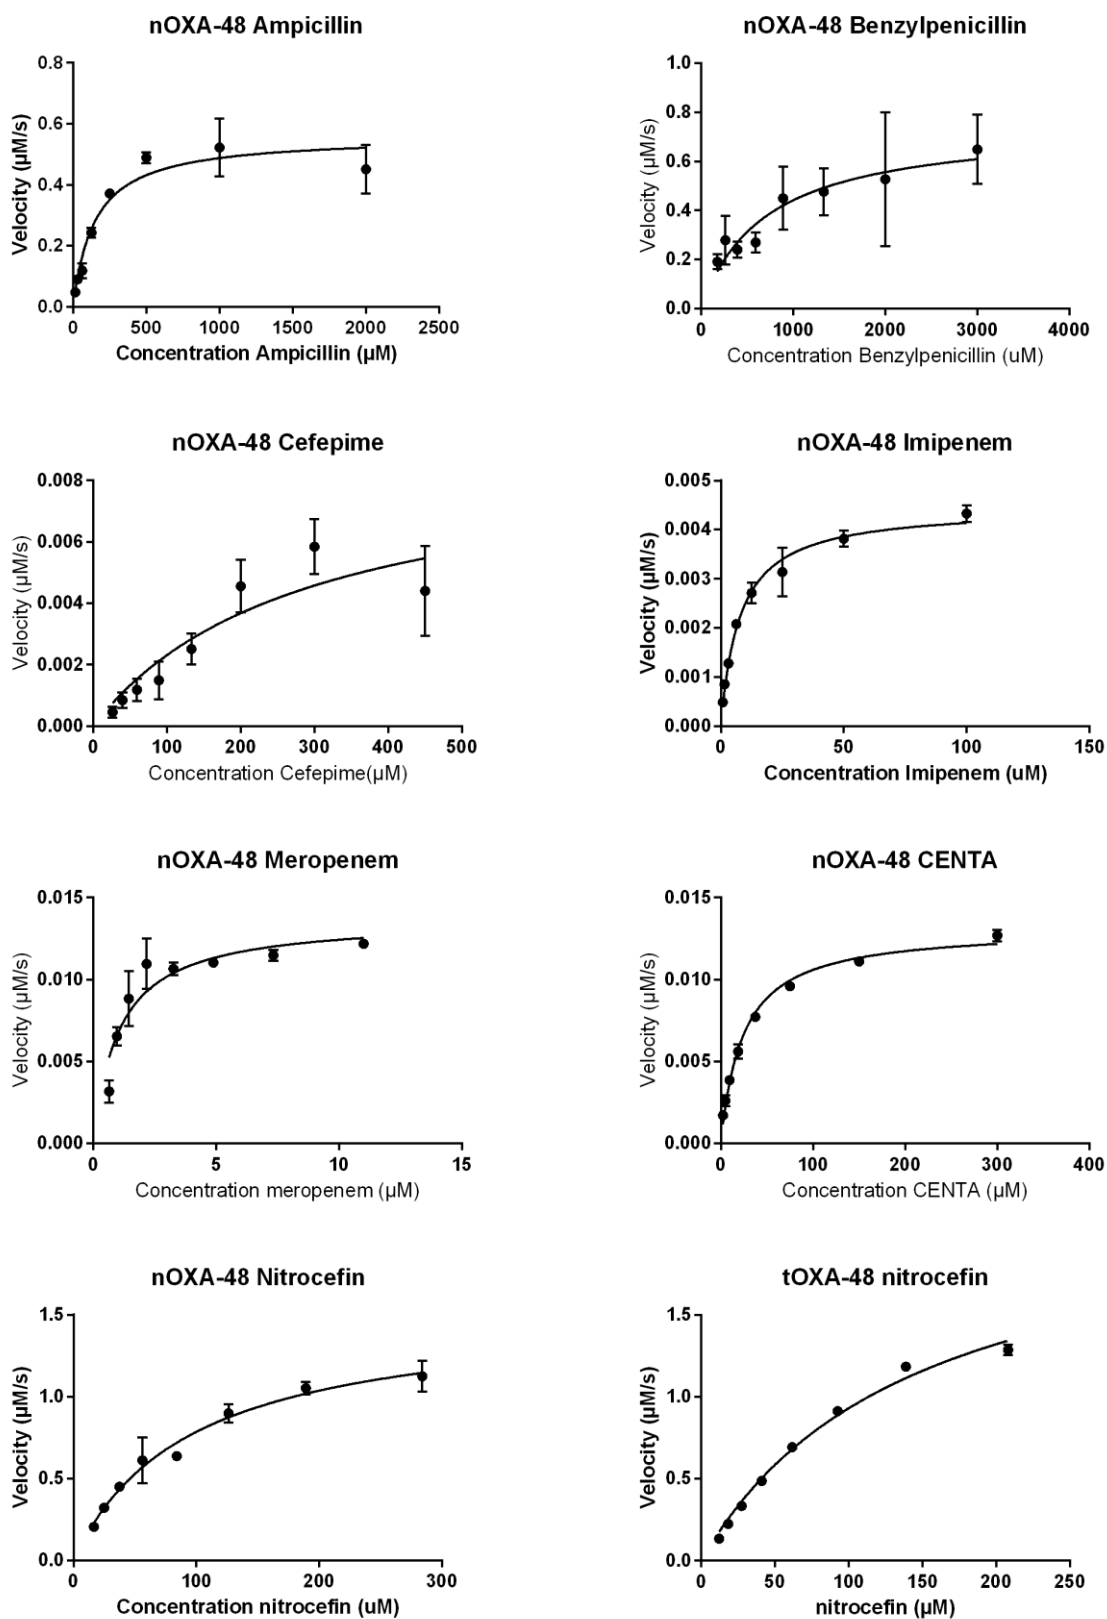 nOXA-48 Ampicillin
0.8
0.6
0.4
0.2
0.0
Velocity (µM/s)
0 500 1000 1500 2000 2500
Concentration Ampicillin (µM)
nOXA-48 Benzylpenicillin
1.0
0.8
0.6
0.4
0.2
0.0
Velocity (µM/s)
0 1000 2000 3000 4000
Concentration Benzylpenicillin (uM)
nOXA-48 Cefepime
0.008
0.006
0.004
0.002
0.000
Velocity (µM/s)
0 100 200 300 400 500
Concentration Cefepime(µM)
nOXA-48 Imipenem
0.005
0.004
0.003
0.002
0.001
0.000
Velocity (µM/s)
0 50 100 150
Concentration Imipenem (uM)
nOXA-48 Meropenem
0.015
0.010
0.005
0.000
Velocity (µM/s)
0 5 10 15
Concentration meropenem (µM)
nOXA-48 CENTA
0.015
0.010
0.005
0.000
Velocity (µM/s)
0 100 200 300 400
Concentration CENTA (µM)
nOXA-48 Nitrocefin
1.5
1.0
0.5
0.0
Velocity (µM/s)
0 100 200 300
Concentration nitrocefin (uM)
tOXA-48 nitrocefin
1.5
1.0
0.5
0.0
Velocity (µM/s)
0 50 100 150 200 250
nitrocefin (µM)